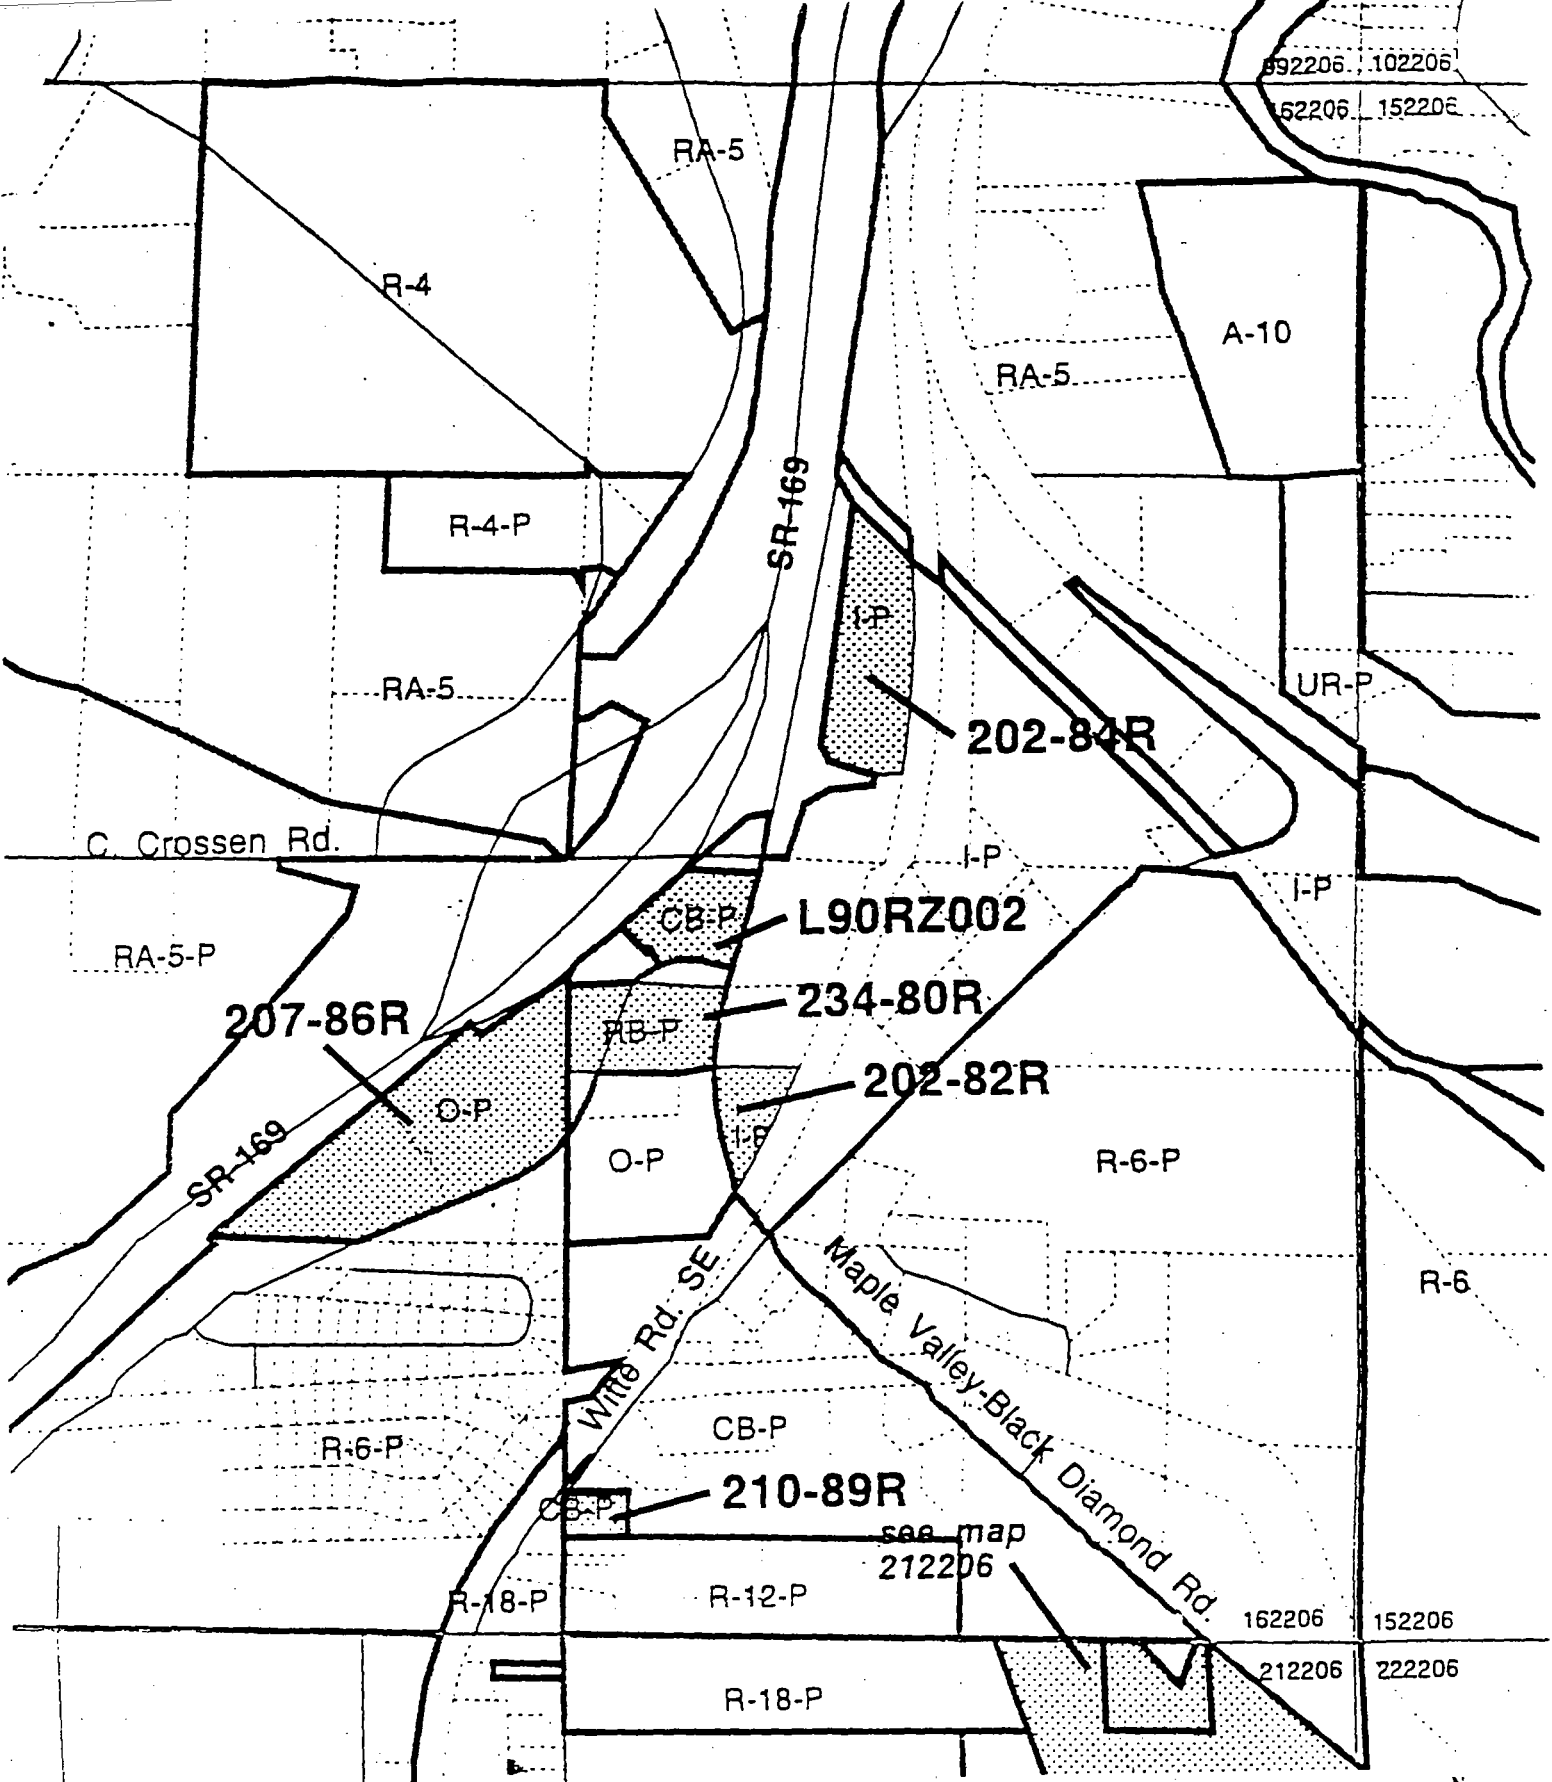 092206 102206
162206 152206
RA-5
R-4
A-10
RA-5
SR-169
R-4-P
I-P
RA-5
UR-P
202-84R
C. Crossen Rd.
I-P
I-P
CB-P
L90RZ002
RA-5-P
234-80R
207-86R
RB-P
202-82R
O-P
I-P
SR-169
O-P
R-6-P
Maple Valley-Black Diamond Rd.
Witte Rd. SE
R-6
CB-P
R-6-P
210-89R
CB-P
see map
212206
R-18-P
R-12-P
162206 152206
212206 222206
R-18-P